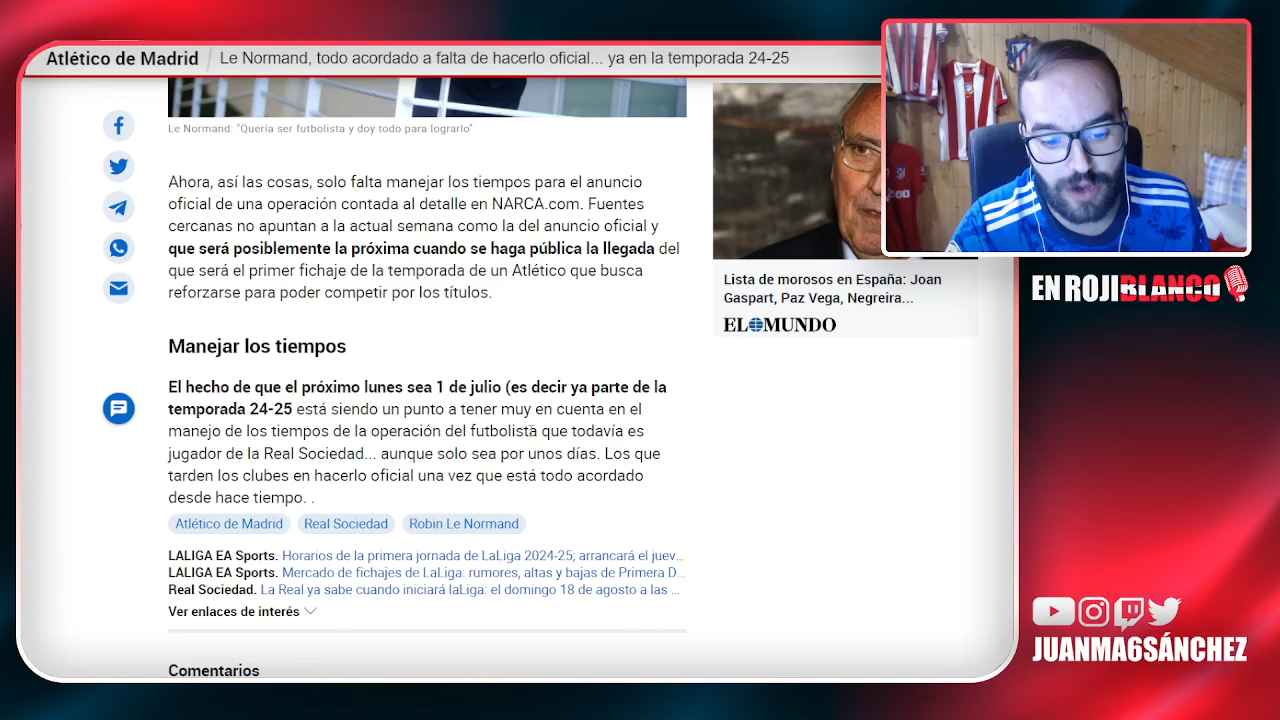 Atlético de Madrid
Le Normand, todo acordado a falta de hacerlo oficial... ya en la temporada 24-25
Le Normand: "Quería ser futbolista y doy todo para lograrlo"
Ahora, así las cosas, solo falta manejar los tiempos para el anuncio
oficial de una operación contada al detalle en NARCA.com. Fuentes
cercanas no apuntan a la actual semana como la del anuncio oficial y
que será posiblemente la próxima cuando se haga pública la llegada del
que será el primer fichaje de la temporada de un Atlético que busca
reforzarse para poder competir por los títulos.
Manejar los tiempos
El hecho de que el próximo lunes sea 1 de julio (es decir ya parte de la
temporada 24-25 está siendo un punto a tener muy en cuenta en el
manejo de los tiempos de la operación del futbolista que todavía es
jugador de la Real Sociedad... aunque solo sea por unos días. Los que
tarden los clubes en hacerlo oficial una vez que está todo acordado
desde hace tiempo. .
Atlético de Madrid
Real Sociedad
Robin Le Normand
LALIGA EA Sports. Horarios de la primera jornada de LaLiga 2024-25; arrancará el juev...
LALIGA EA Sports. Mercado de fichajes de LaLiga: rumores, altas y bajas de Primera D...
Real Sociedad. La Real ya sabe cuando iniciará laLiga: el domingo 18 de agosto a las ...
Ver enlaces de interés
Comentarios
Lista de morosos en España: Joan
Gaspart, Paz Vega, Negreira...
EL MUNDO
EN ROJIBLANCO
JUANMA6SÁNCHEZ